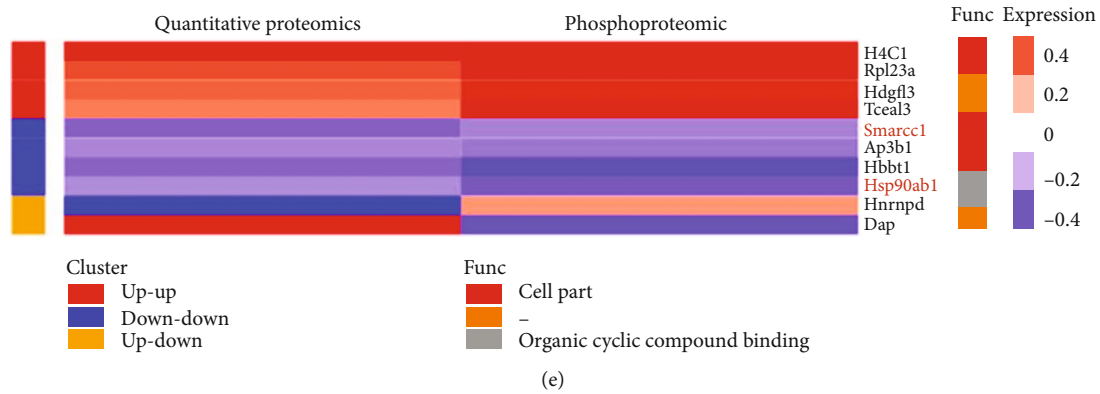 Quantitative proteomics
Phosphoproteomic
Func
Expression
H4C1
Rpl23a
Hdgfl3
Tceal3
Smarcc1
Ap3b1
Hbbt1
Hsp90ab1
Hnrnpd
Dap
0.4
0.2
0
–0.2
–0.4
Cluster
Up-up
Down-down
Up-down
Func
Cell part
–
Organic cyclic compound binding
(e)